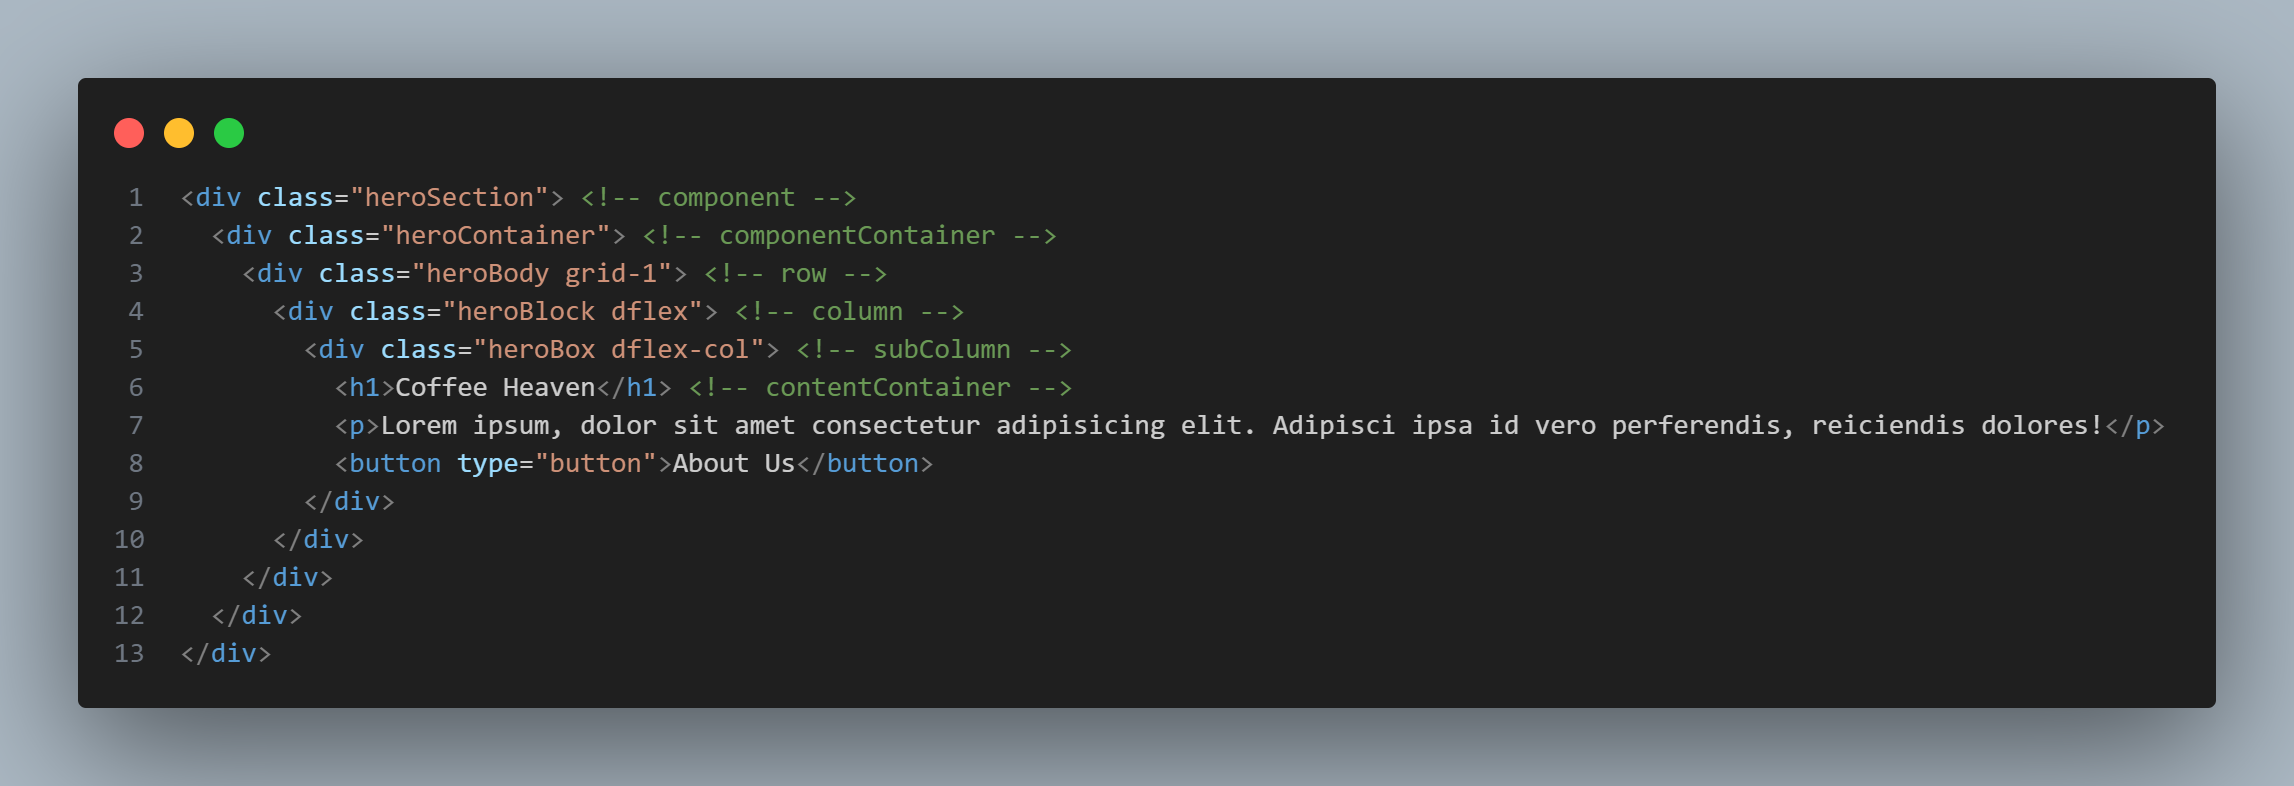 1 <div class="heroSection"> <!-- component -->
2 <div class="heroContainer"> <!-- componentContainer -->
3 <div class="heroBody grid-1"> <!-- row -->
4 <div class="heroBlock dflex"> <!-- column -->
5 <div class="heroBox dflex-col"> <!-- subColumn -->
6 <h1>Coffee Heaven</h1> <!-- contentContainer -->
7 <p>Lorem ipsum, dolor sit amet consectetur adipisicing elit. Adipisci ipsa id vero perferendis, reiciendis dolores!</p>
8 <button type="button">About Us</button>
9 </div>
10 </div>
11 </div>
12 </div>
13 </div>